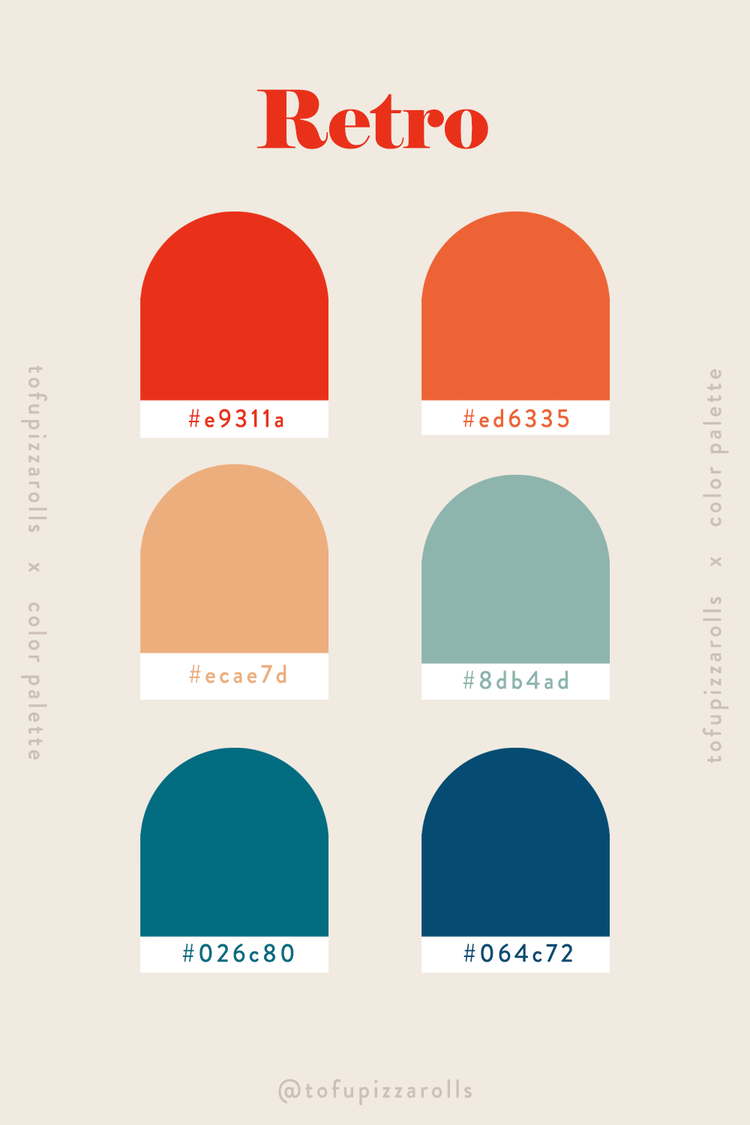 Retro
#e9311a
#ed6335
#ecae7d
#8db4ad
#026c80
#064c72
tofupizzarolls x color palette
tofupizzarolls x color palette
@tofupizzarolls